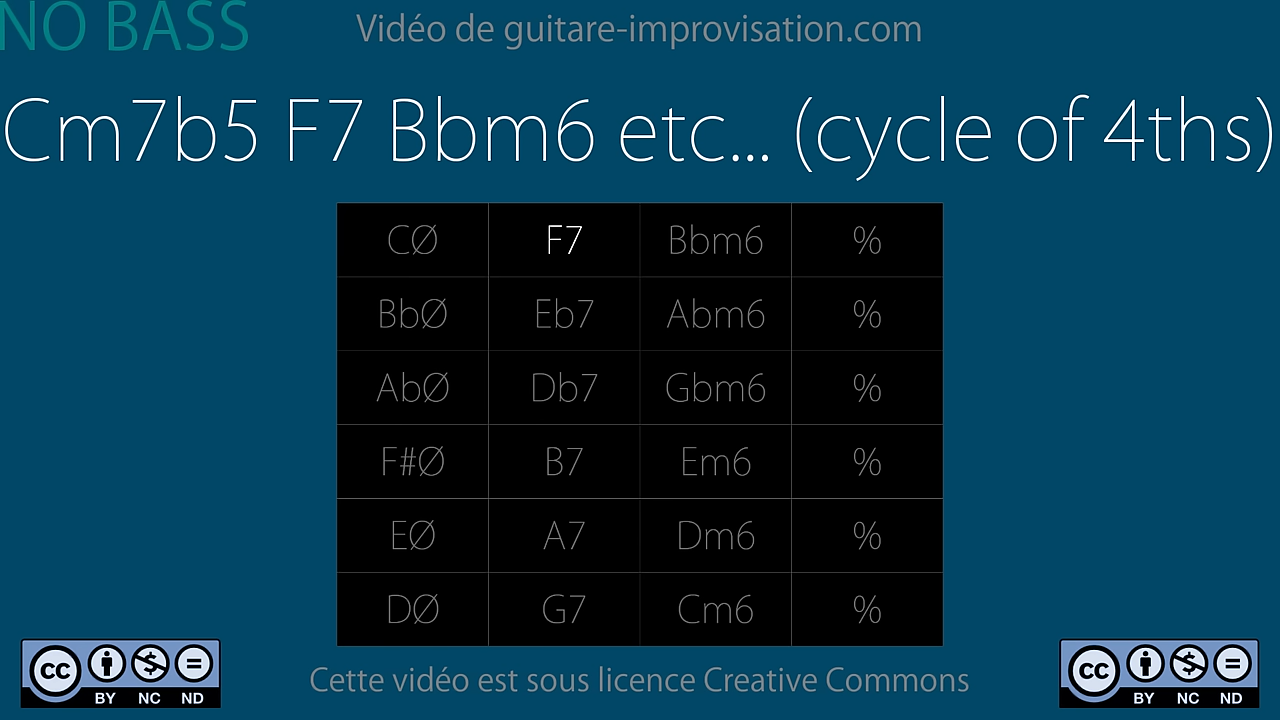 NO BASS
Vidéo de guitare-improvisation.com
Cm7b5 F7 Bbm6 etc... (cycle of 4ths)
CØ F7 Bbm6 %
BbØ Eb7 Abm6 %
AbØ Db7 Gbm6 %
F#Ø B7 Em6 %
EØ A7 Dm6 %
DØ G7 Cm6 %
cc BY NC ND
Cette vidéo est sous licence Creative Commons
cc BY NC ND